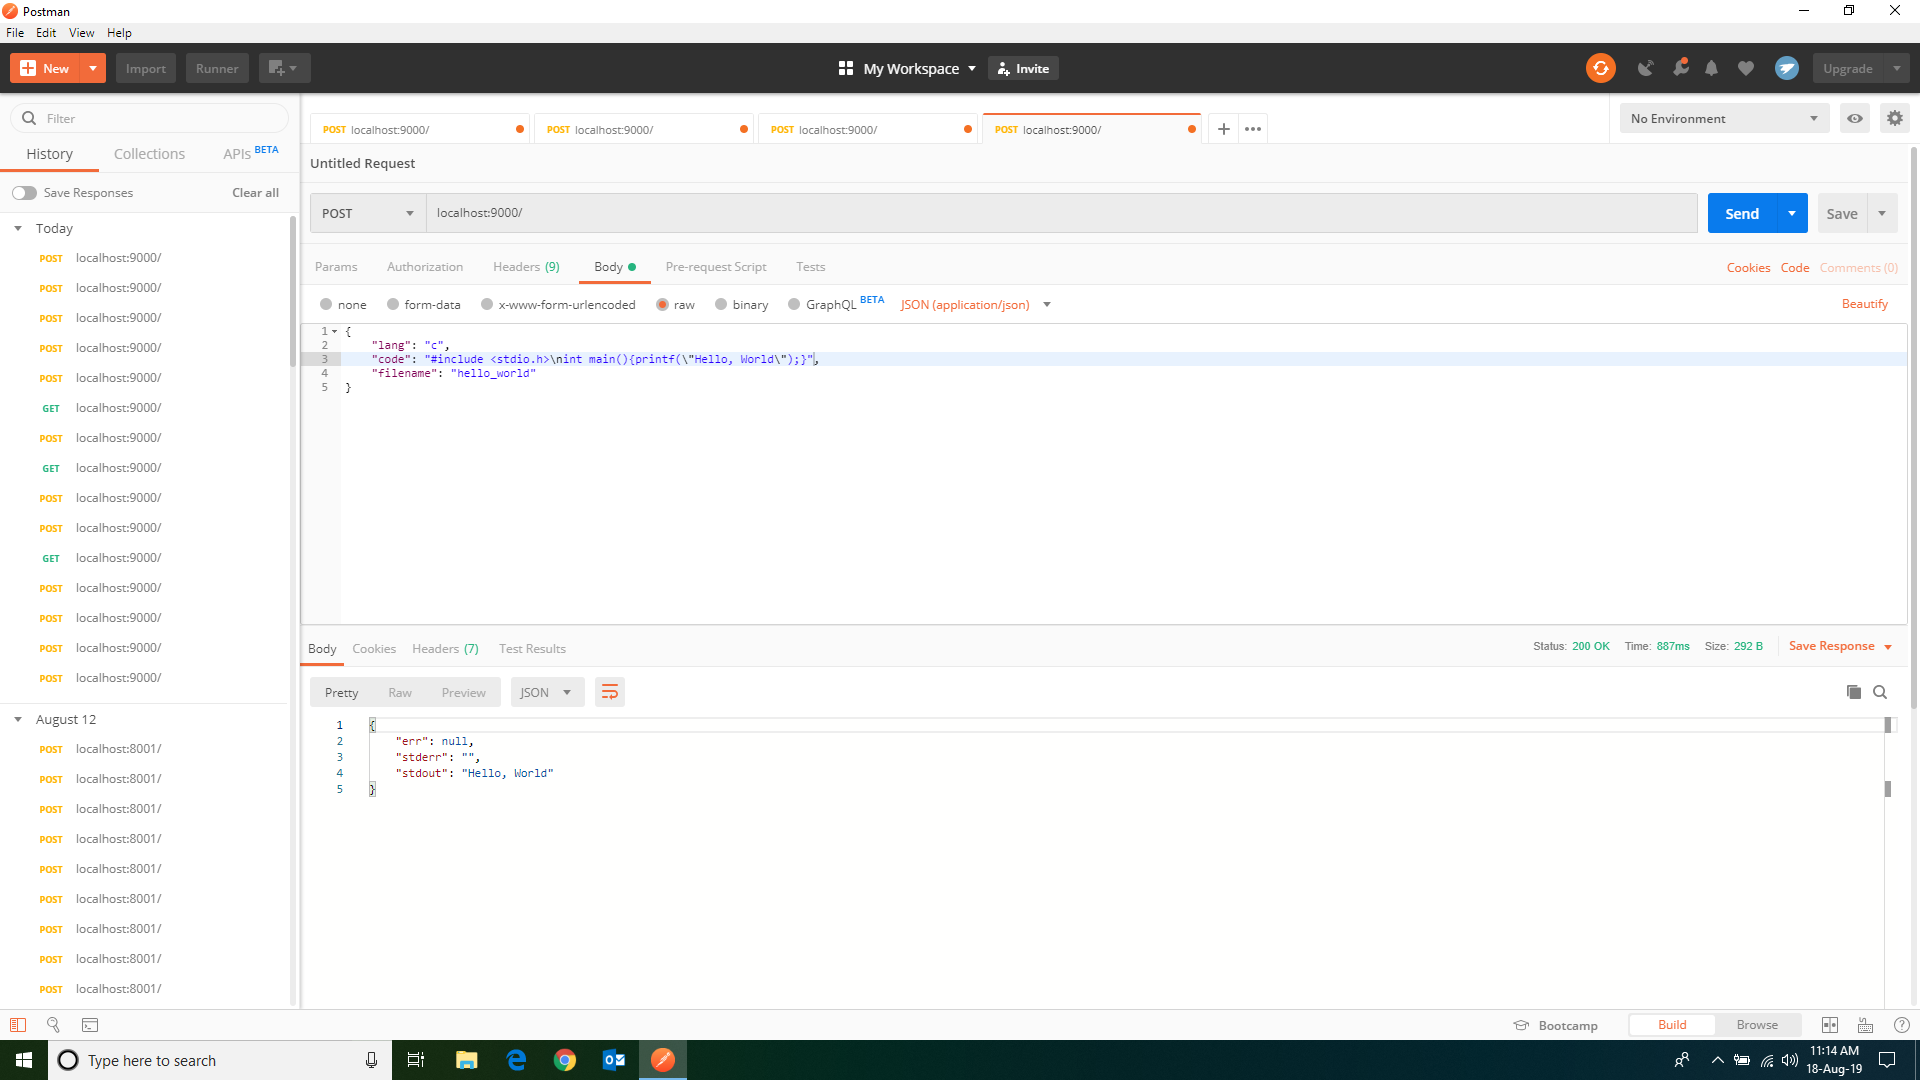 Postman
File Edit View Help
New Import Runner My Workspace Invite Upgrade
Filter
History Collections APIs BETA
Save Responses Clear all
Today
POST localhost:9000/
POST localhost:9000/
POST localhost:9000/
POST localhost:9000/
POST localhost:9000/
GET localhost:9000/
POST localhost:9000/
GET localhost:9000/
POST localhost:9000/
POST localhost:9000/
GET localhost:9000/
POST localhost:9000/
POST localhost:9000/
POST localhost:9000/
POST localhost:9000/
August 12
POST localhost:8001/
POST localhost:8001/
POST localhost:8001/
POST localhost:8001/
POST localhost:8001/
POST localhost:8001/
POST localhost:8001/
POST localhost:8001/
POST localhost:8001/
POST localhost:9000/ POST localhost:9000/ POST localhost:9000/ POST localhost:9000/
No Environment
Untitled Request
POST localhost:9000/ Send Save
Params Authorization Headers (9) Body Pre-request Script Tests Cookies Code Comments (0)
none form-data x-www-form-urlencoded raw binary GraphQL BETA JSON (application/json) Beautify
1 {
2 "lang": "c",
3 "code": "#include <stdio.h>\nint main(){printf(\"Hello, World\");}",
4 "filename": "hello_world"
5 }
Body Cookies Headers (7) Test Results Status: 200 OK Time: 887ms Size: 292 B Save Response
Pretty Raw Preview JSON
1 {
2 "err": null,
3 "stderr": "",
4 "stdout": "Hello, World"
5 }
Bootcamp Build Browse
Type here to search
11:14 AM
18-Aug-19